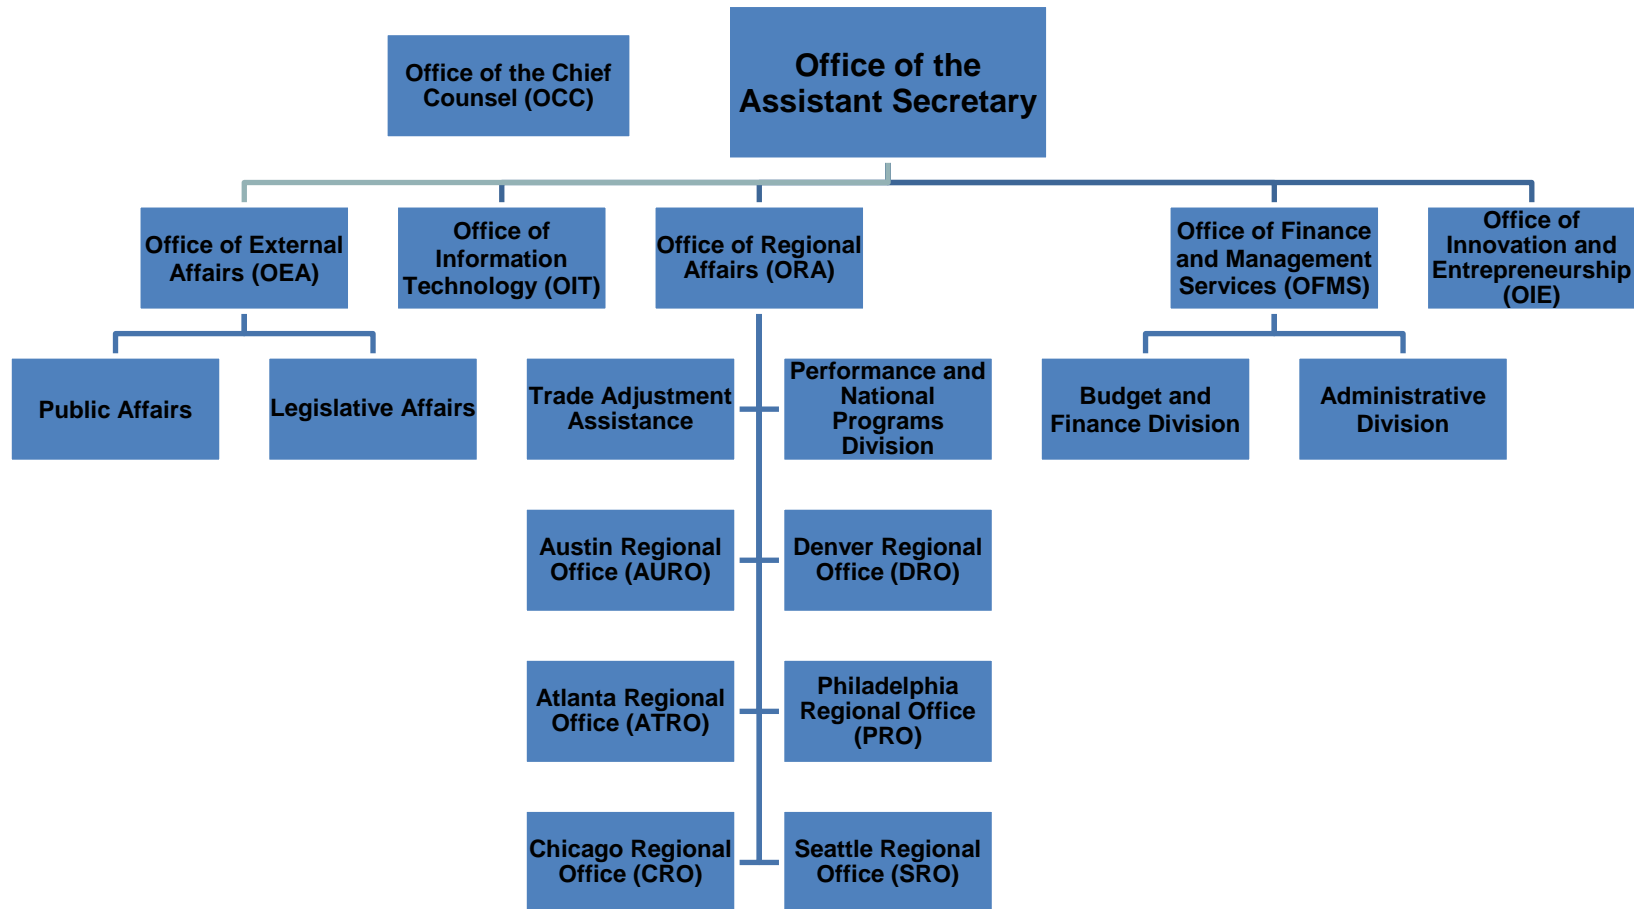 Office of the Chief
Counsel (OCC)
Office of the
Assistant Secretary
Office of External
Affairs (OEA)
Office of
Information
Technology (OIT)
Office of Regional
Affairs (ORA)
Office of Finance
and Management
Services (OFMS)
Office of
Innovation and
Entrepreneurship
(OIE)
Public Affairs
Legislative Affairs
Trade Adjustment
Assistance
Performance and
National
Programs
Division
Budget and
Finance Division
Administrative
Division
Austin Regional
Office (AURO)
Denver Regional
Office (DRO)
Atlanta Regional
Office (ATRO)
Philadelphia
Regional Office
(PRO)
Chicago Regional
Office (CRO)
Seattle Regional
Office (SRO)